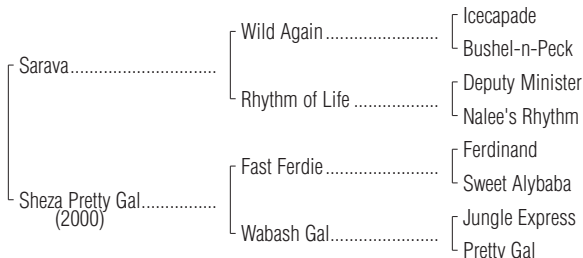 Icecapade
Wild Again
Bushel-n-Peck
Sarava
Deputy Minister
Rhythm of Life
Nalee's Rhythm
Ferdinand
Fast Ferdie
Sweet Alybaba
Sheza Pretty Gal
(2000)
Jungle Express
Wabash Gal
Pretty Gal